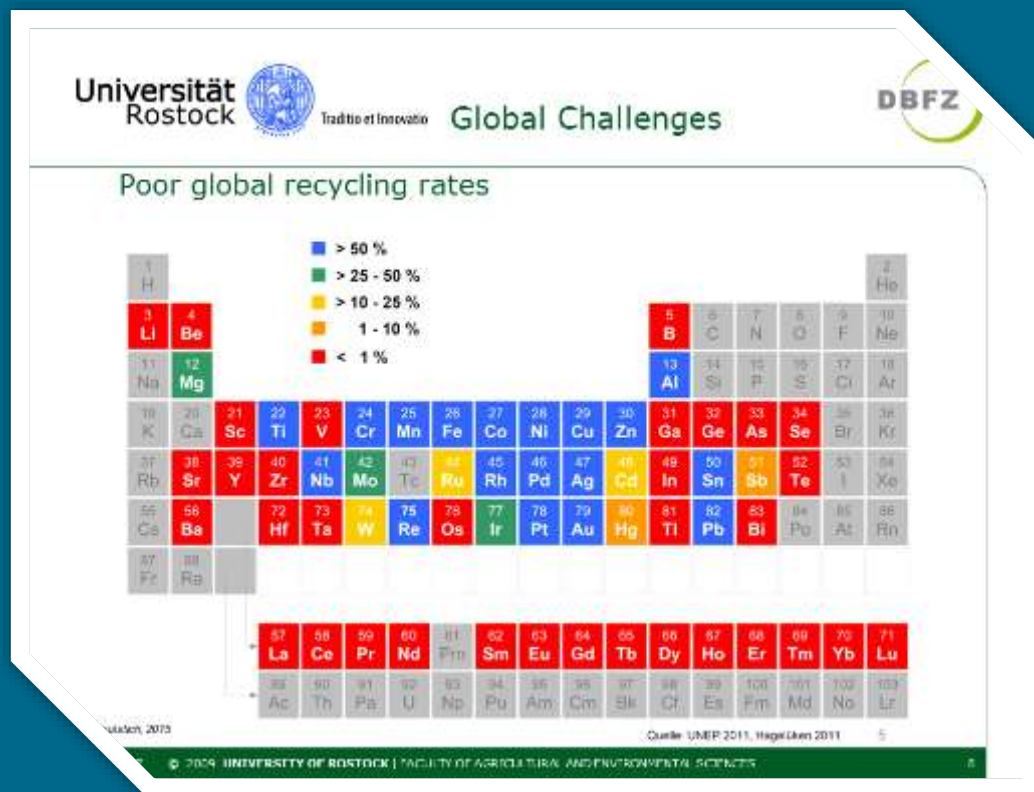 Universität
Rostock
Traditio et Innovatio
Global Challenges
DBFZ
Poor global recycling rates
> 50 %
> 25 - 50 %
> 10 - 25 %
1 - 10 %
< 1 %
1 2
H He
3 4 5 6 7 8 9 10
Li Be B C N O F Ne
11 12 13 14 15 16 17 18
Na Mg Al Si P S Cl Ar
19 20 21 22 23 24 25 26 27 28 29 30 31 32 33 34 35 36
K Ca Sc Ti V Cr Mn Fe Co Ni Cu Zn Ga Ge As Se Br Kr
37 38 39 40 41 42 43 44 45 46 47 48 49 50 51 52 53 54
Rb Sr Y Zr Nb Mo Tc Ru Rh Pd Ag Cd In Sn Sb Te I Xe
55 56 72 73 74 75 76 77 78 79 80 81 82 83 84 85 86
Cs Ba Hf Ta W Re Os Ir Pt Au Hg Tl Pb Bi Po At Rn
87 88
Fr Ra
57 58 59 60 61 62 63 64 65 66 67 68 69 70 71
La Ce Pr Nd Pm Sm Eu Gd Tb Dy Ho Er Tm Yb Lu
89 90 91 92 93 94 95 96 97 98 99 100 101 102 103
Ac Th Pa U Np Pu Am Cm Bk Cf Es Fm Md No Lr
Quelle: UNEP 2011, Hagelüken 2011 5
© 2009 UNIVERSITY OF ROSTOCK | FACULTY OF AGRICULTURAL AND ENVIRONMENTAL SCIENCES